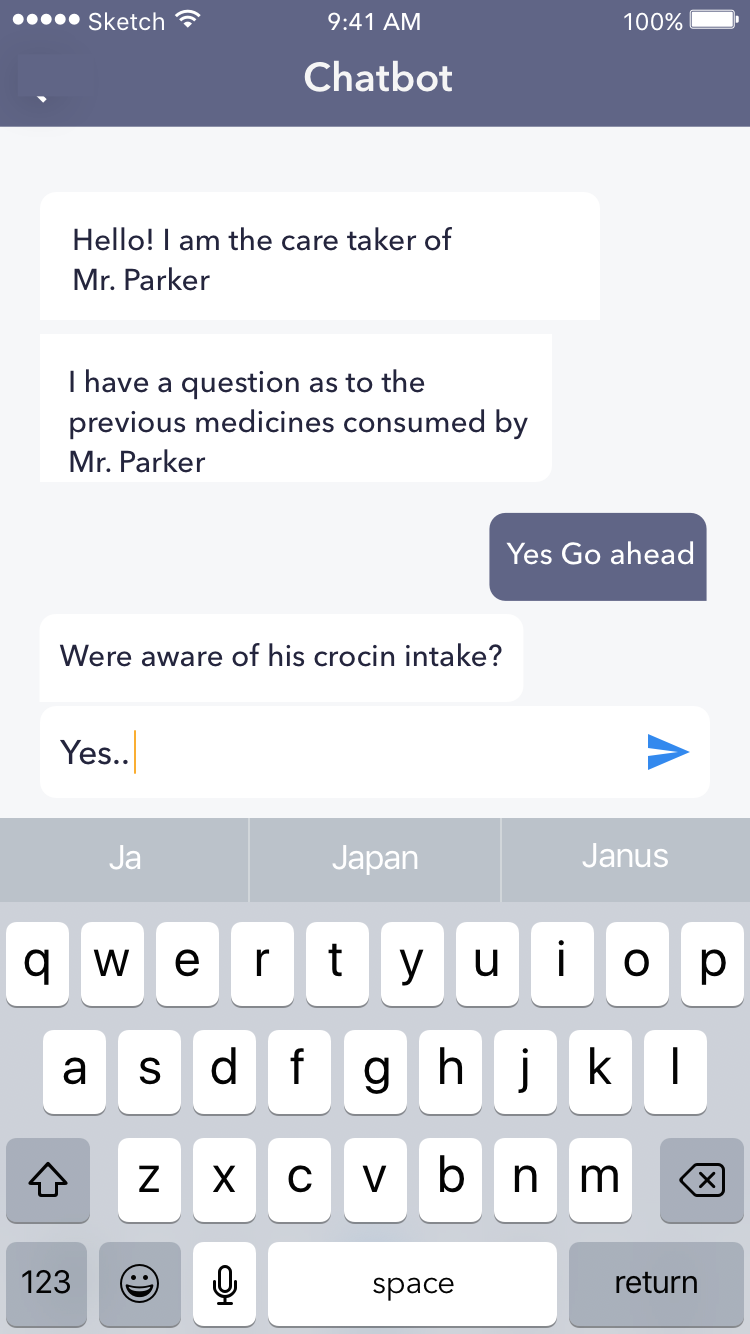 Sketch 9:41 AM 100%
Chatbot
Hello! I am the care taker of
Mr. Parker
I have a question as to the
previous medicines consumed by
Mr. Parker
Yes Go ahead
Were aware of his crocin intake?
Yes..
Ja Japan Janus
q w e r t y u i o p
a s d f g h j k l
z x c v b n m
123 space return